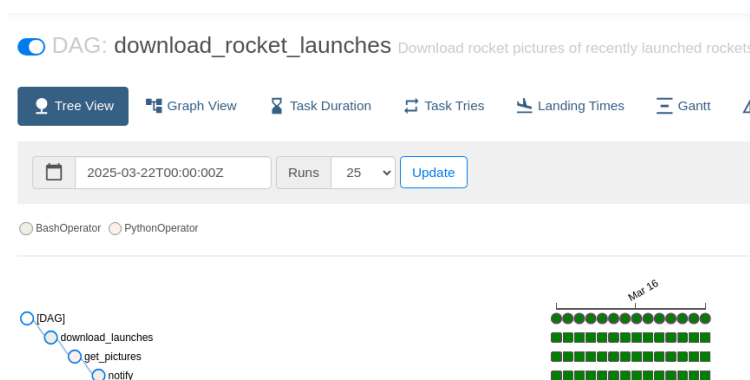 DAG: download_rocket_launches Download rocket pictures of recently launched rockets
Tree View Graph View Task Duration Task Tries Landing Times Gantt
2025-03-22T00:00:00Z Runs 25 Update
BashOperator PythonOperator
Mar 16
[DAG]
download_launches
get_pictures
notify